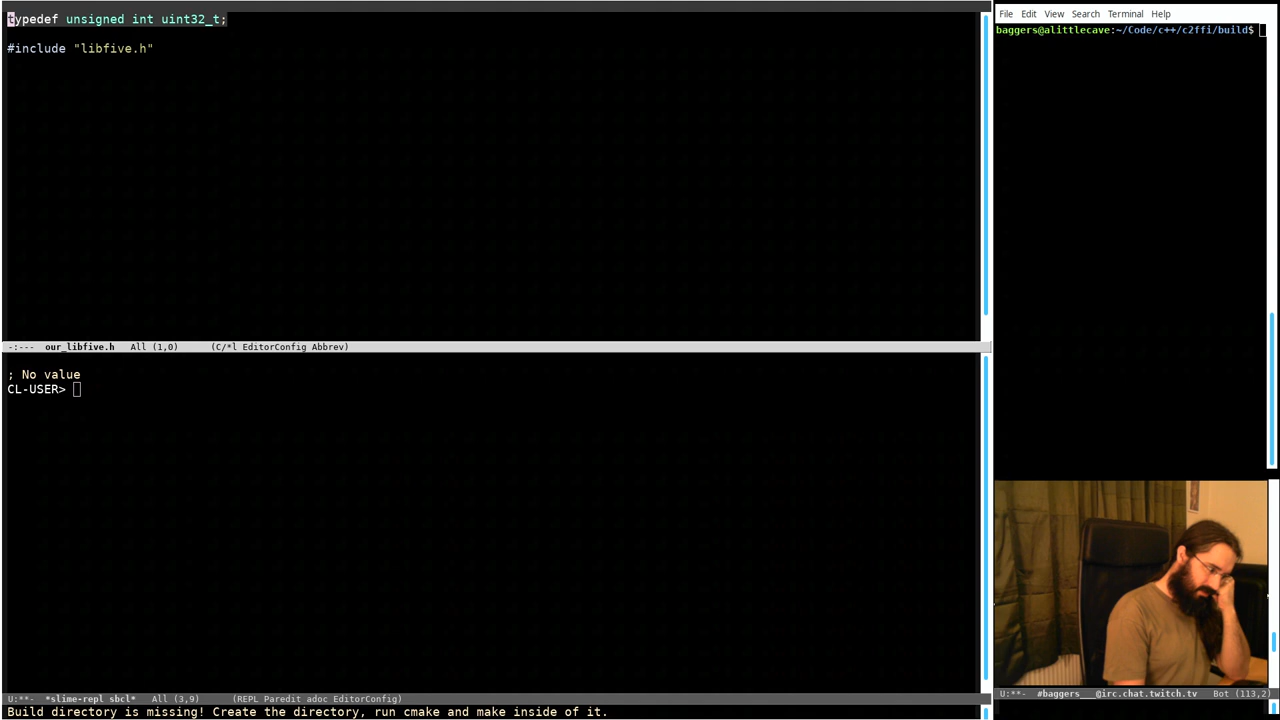 typedef unsigned int uint32_t;
#include "libfive.h"
-:--- our_libfive.h All (1,0) (C/*l EditorConfig Abbrev)
; No value
CL-USER>
U:**- *slime-repl sbcl* All (3,9) (REPL Paredit adoc EditorConfig)
Build directory is missing! Create the directory, run cmake and make inside of it.
File Edit View Search Terminal Help
baggers@alittlecave:~/Code/c++/c2ffi/build$
U:**- #baggers___@irc.chat.twitch.tv Bot (113,2)